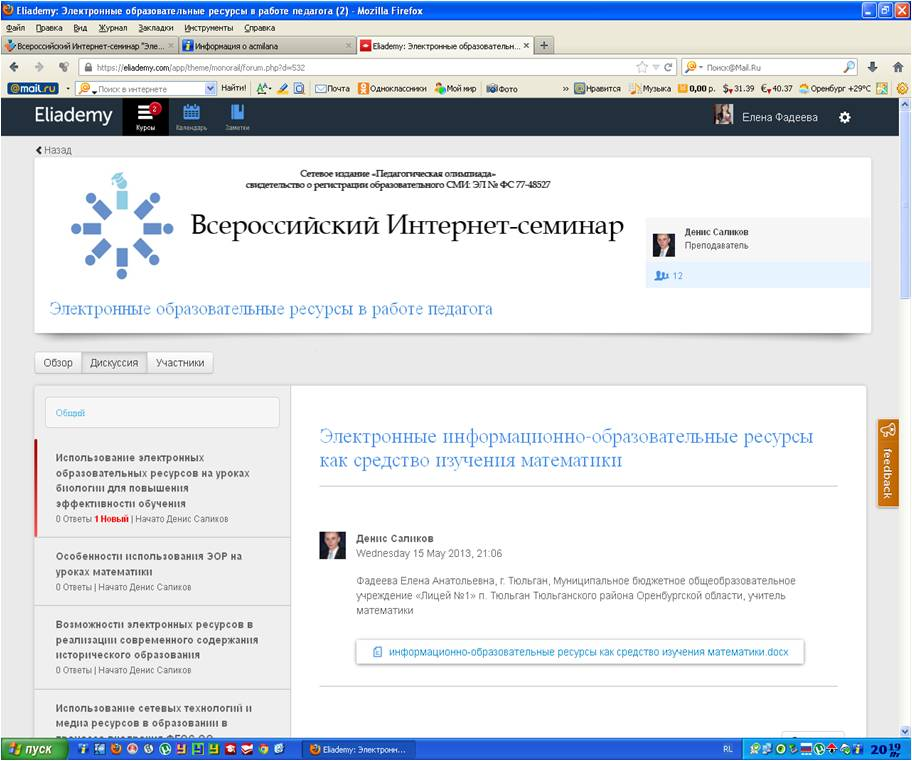 Eliademy: Электронные образовательные ресурсы в работе педагога (2) - Mozilla Firefox
Файл Правка Вид Журнал Закладки Инструменты Справка
Всероссийский Интернет-семинар "Эле...
Информация о acmilana
Eliademy: Электронные образовательн...
https://eliademy.com/app/theme/monorail/forum.php?d=532
Поиск@Mail.Ru
@mail.ru Поиск в интернете Найти! Почта Одноклассники Мой мир Фото » Нравится Музыка 0,00 р. $ 31.39 € 40.37 Оренбург +29°C
Eliademy
2
Курсы Календарь Заметки
Елена Фадеева
Назад
Сетевое издание «Педагогическая олимпиада»
свидетельство о регистрации образовательного СМИ: ЭЛ № ФС 77-48527
Всероссийский Интернет-семинар
Денис Саликов
Преподаватель
12
Электронные образовательные ресурсы в работе педагога
Обзор Дискуссия Участники
Общий
Использование электронных
образовательных ресурсов на уроках
биологии для повышения
эффективности обучения
0 Ответы 1 Новый | Начато Денис Саликов
Особенности использования ЭОР на
уроках математики
0 Ответы | Начато Денис Саликов
Возможности электронных ресурсов в
реализации современного содержания
исторического образования
0 Ответы | Начато Денис Саликов
Использование сетевых технологий и
медиа ресурсов в образовании в
Электронные информационно-образовательные ресурсы
как средство изучения математики
Денис Саликов
Wednesday 15 May 2013, 21:06
Фадеева Елена Анатольевна, г. Тюльган, Муниципальное бюджетное общеобразовательное
учреждение «Лицей №1» п. Тюльган Тюльганского района Оренбургской области, учитель
математики
информационно-образовательные ресурсы как средство изучения математики.docx
feedback
пуск
Eliademy: Электронн...
RL
20 19
Пт